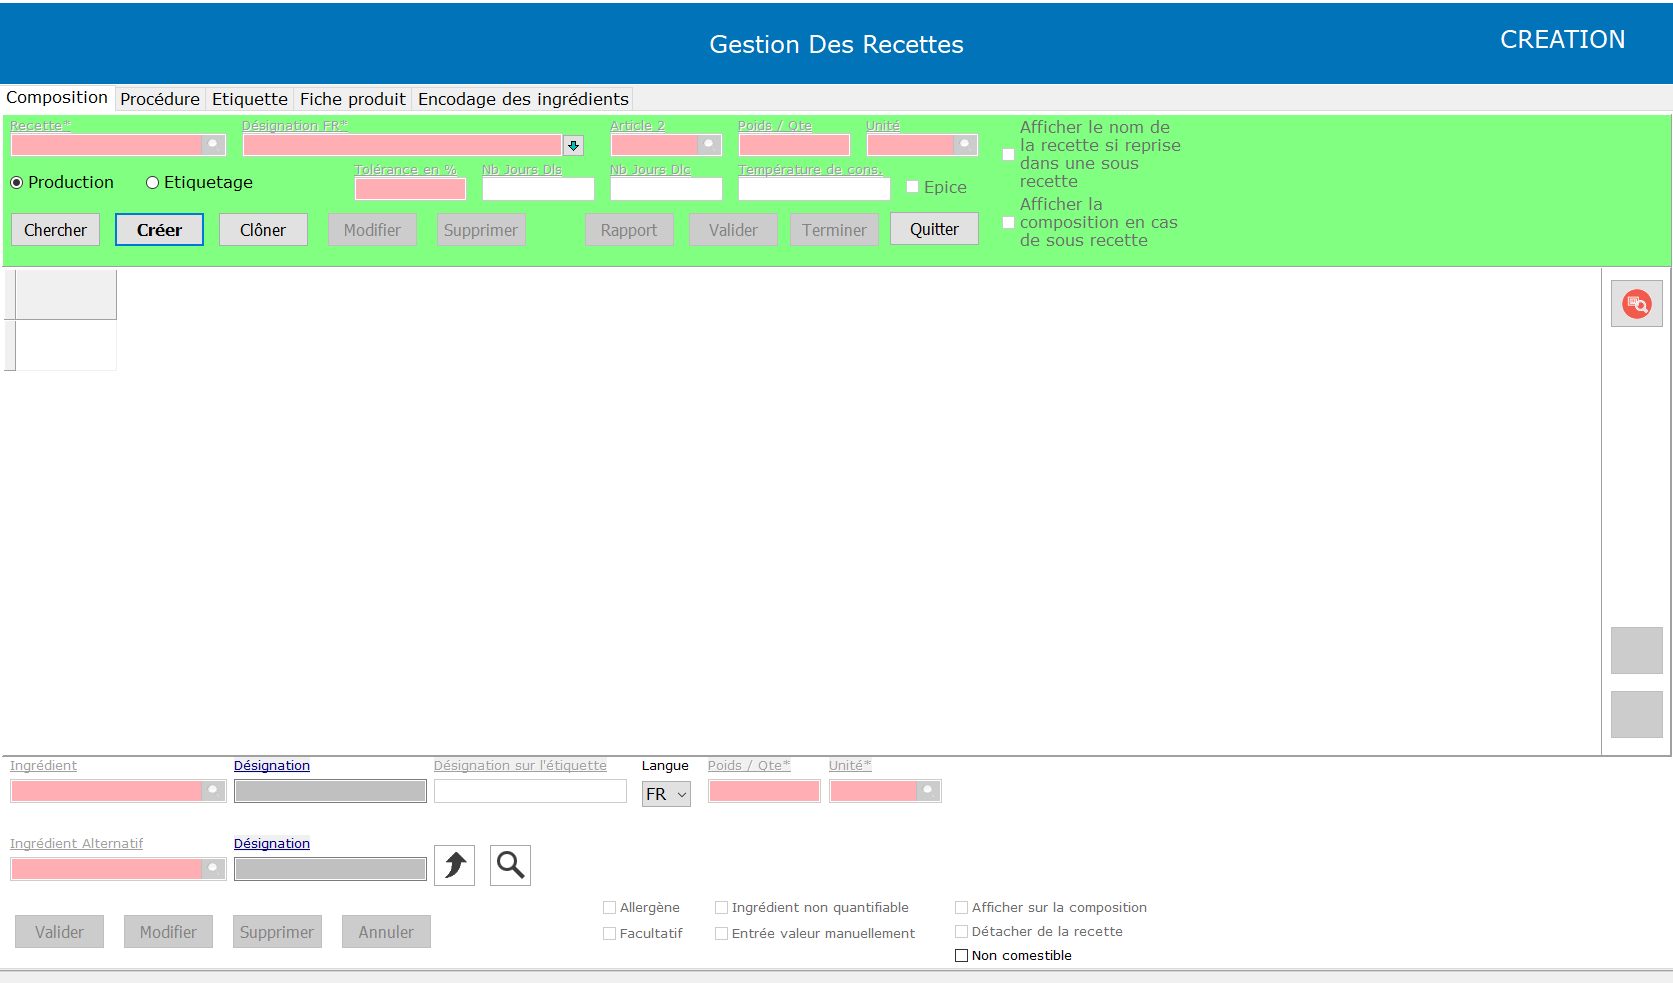 Gestion Des Recettes
CREATION
Composition Procédure Etiquette Fiche produit Encodage des ingrédients
Recette* Désignation FR* Article 2 Poids / Qte Unité
Afficher le nom de
la recette si reprise
dans une sous
recette
Tolérance en % Nb Jours Dls Nb Jours Dlc Température de cons.
Production Etiquetage Epice
Afficher la
composition en cas
de sous recette
Chercher Créer Clôner Modifier Supprimer Rapport Valider Terminer Quitter
Ingrédient Désignation Désignation sur l'étiquette Langue Poids / Qte* Unité*
FR
Ingrédient Alternatif Désignation
Allergène Ingrédient non quantifiable Afficher sur la composition
Facultatif Entrée valeur manuellement Détacher de la recette
Non comestible
Valider Modifier Supprimer Annuler